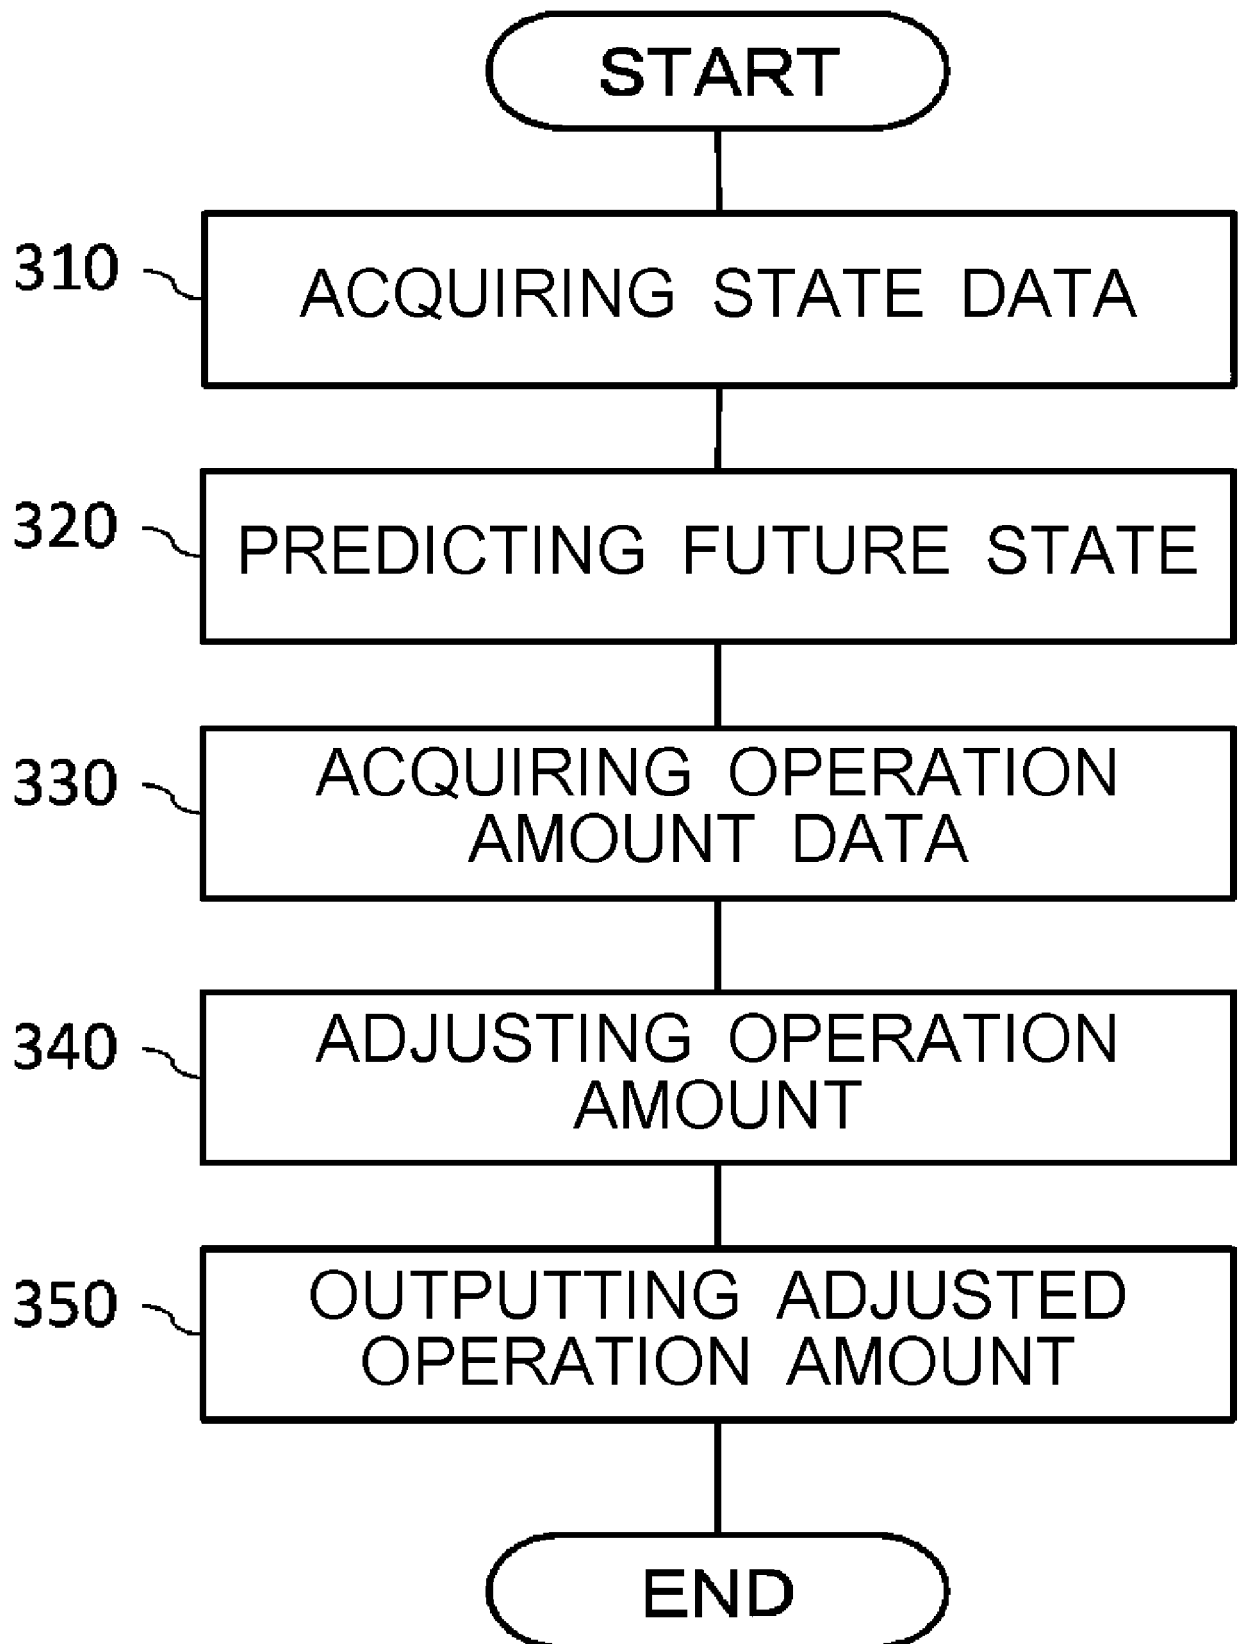 START
310
ACQUIRING STATE DATA
320
PREDICTING FUTURE STATE
330
ACQUIRING OPERATION
AMOUNT DATA
340
ADJUSTING OPERATION
AMOUNT
350
OUTPUTTING ADJUSTED
OPERATION AMOUNT
END